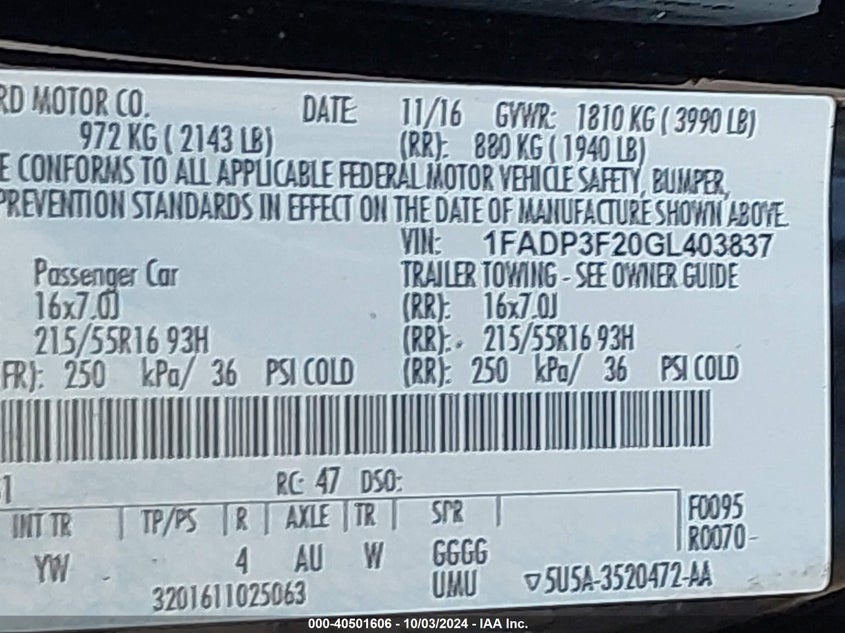 RD MOTOR CO. DATE: 11/16 GVWR: 1810 KG ( 3990 LB)
972 KG ( 2143 LB) (RR): 880 KG ( 1940 LB)
E CONFORMS TO ALL APPLICABLE FEDERAL MOTOR VEHICLE SAFETY, BUMPER,
PREVENTION STANDARDS IN EFFECT ON THE DATE OF MANUFACTURE SHOWN ABOVE.
VIN: 1FADP3F20GL403837
Passenger Car TRAILER TOWING - SEE OWNER GUIDE
16x7.0J (RR): 16x7.0J
215/55R16 93H (RR): 215/55R16 93H
FR): 250 kPa/ 36 PSI COLD (RR): 250 kPa/ 36 PSI COLD
RC: 47 DSO:
INT TR TP/PS R AXLE TR SPR F0095
R0070
YW 4 AU W GGGG
3201611025063 UMU ▽5U5A-3520472-AA
000-40501606 - 10/03/2024 - IAA Inc.